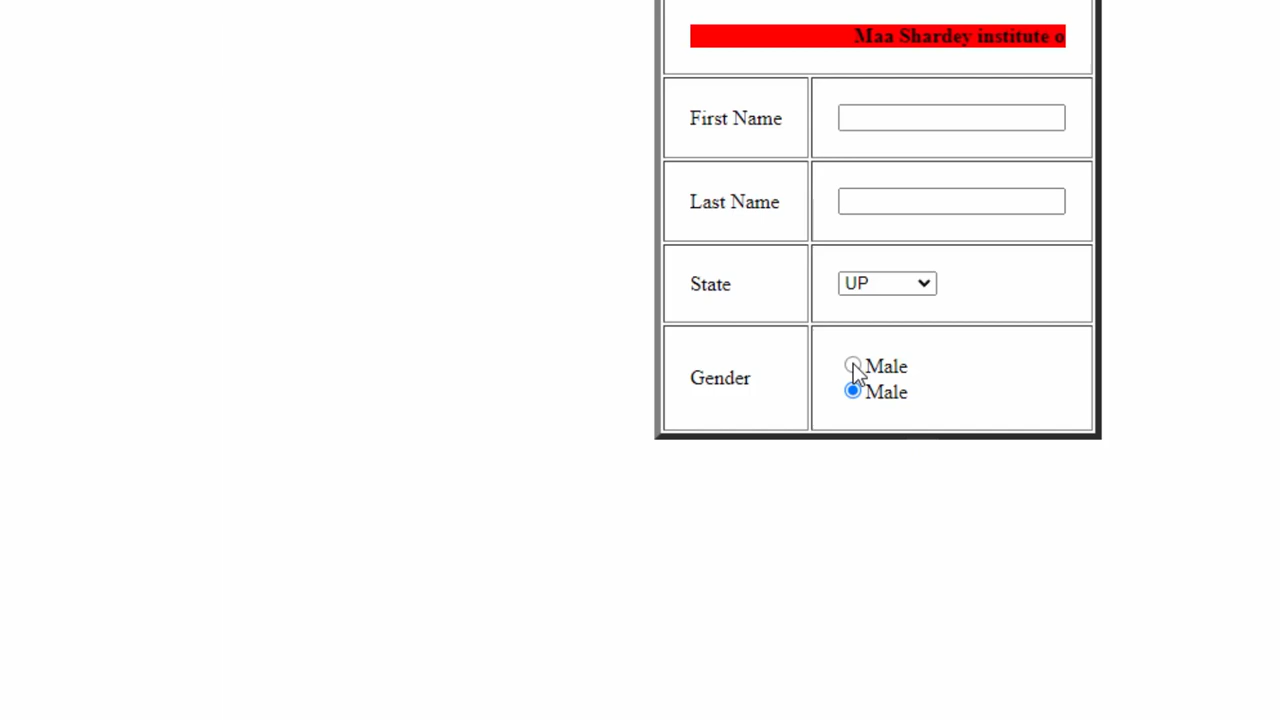 Maa Shardey institute o
First Name
Last Name
State UP
Male
Gender
Male